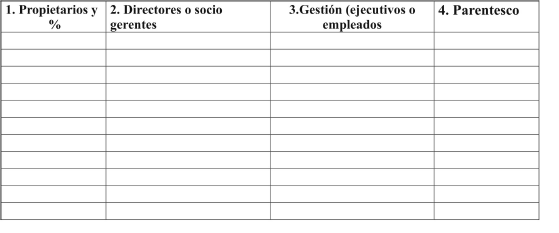 1. Propietarios y %
2. Directores o socio gerentes
3.Gestión (ejecutivos o empleados
4. Parentesco